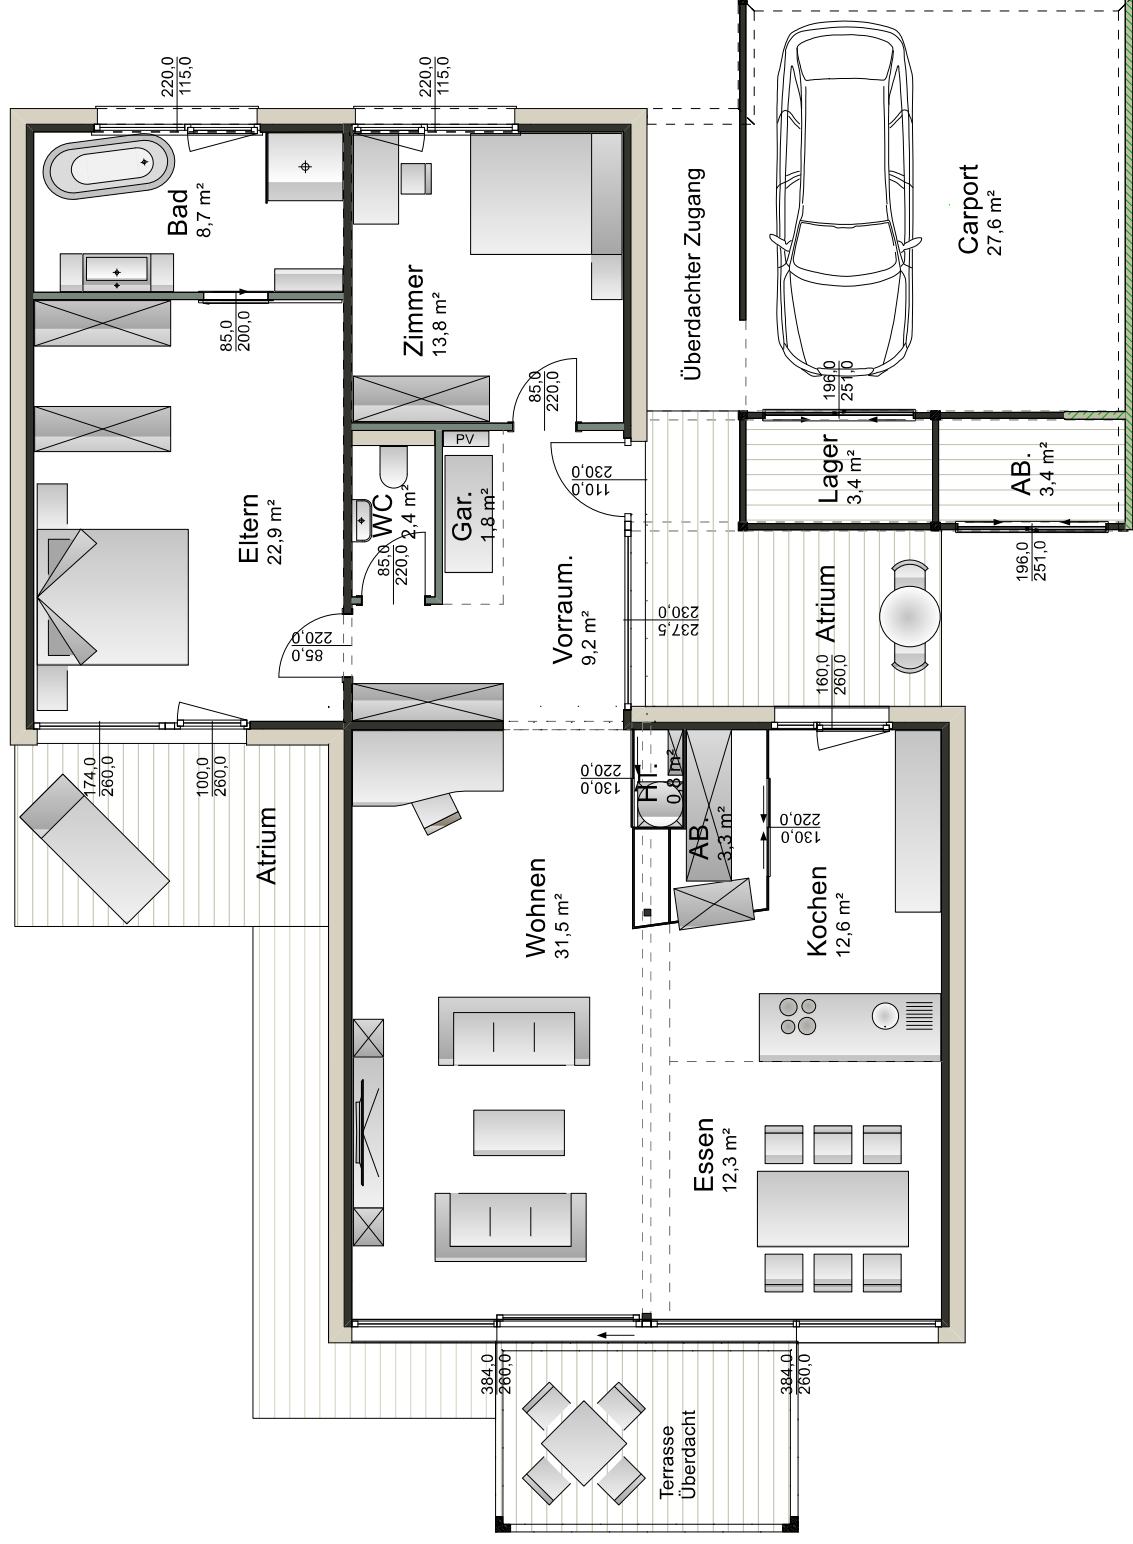 220,0
115,0
220,0
115,0
Bad
8,7 m²
85,0
200,0
Zimmer
13,8 m²
85,0
220,0
Überdachter Zugang
Carport
27,6 m²
196,0
251,0
Lager
3,4 m²
AB.
3,4 m²
196,0
251,0
PV
WC
2,4 m²
85,0
220,0
Gar.
1,8 m²
110,0
230,0
Eltern
22,9 m²
85,0
220,0
Vorraum.
9,2 m²
237,5
230,0
Atrium
160,0
260,0
174,0
260,0
100,0
260,0
Atrium
130,0
220,0
HT.
0,8 m²
AB.
3,3 m²
130,0
220,0
Wohnen
31,5 m²
Kochen
12,6 m²
Essen
12,3 m²
384,0
260,0
384,0
260,0
Terrasse
Überdacht